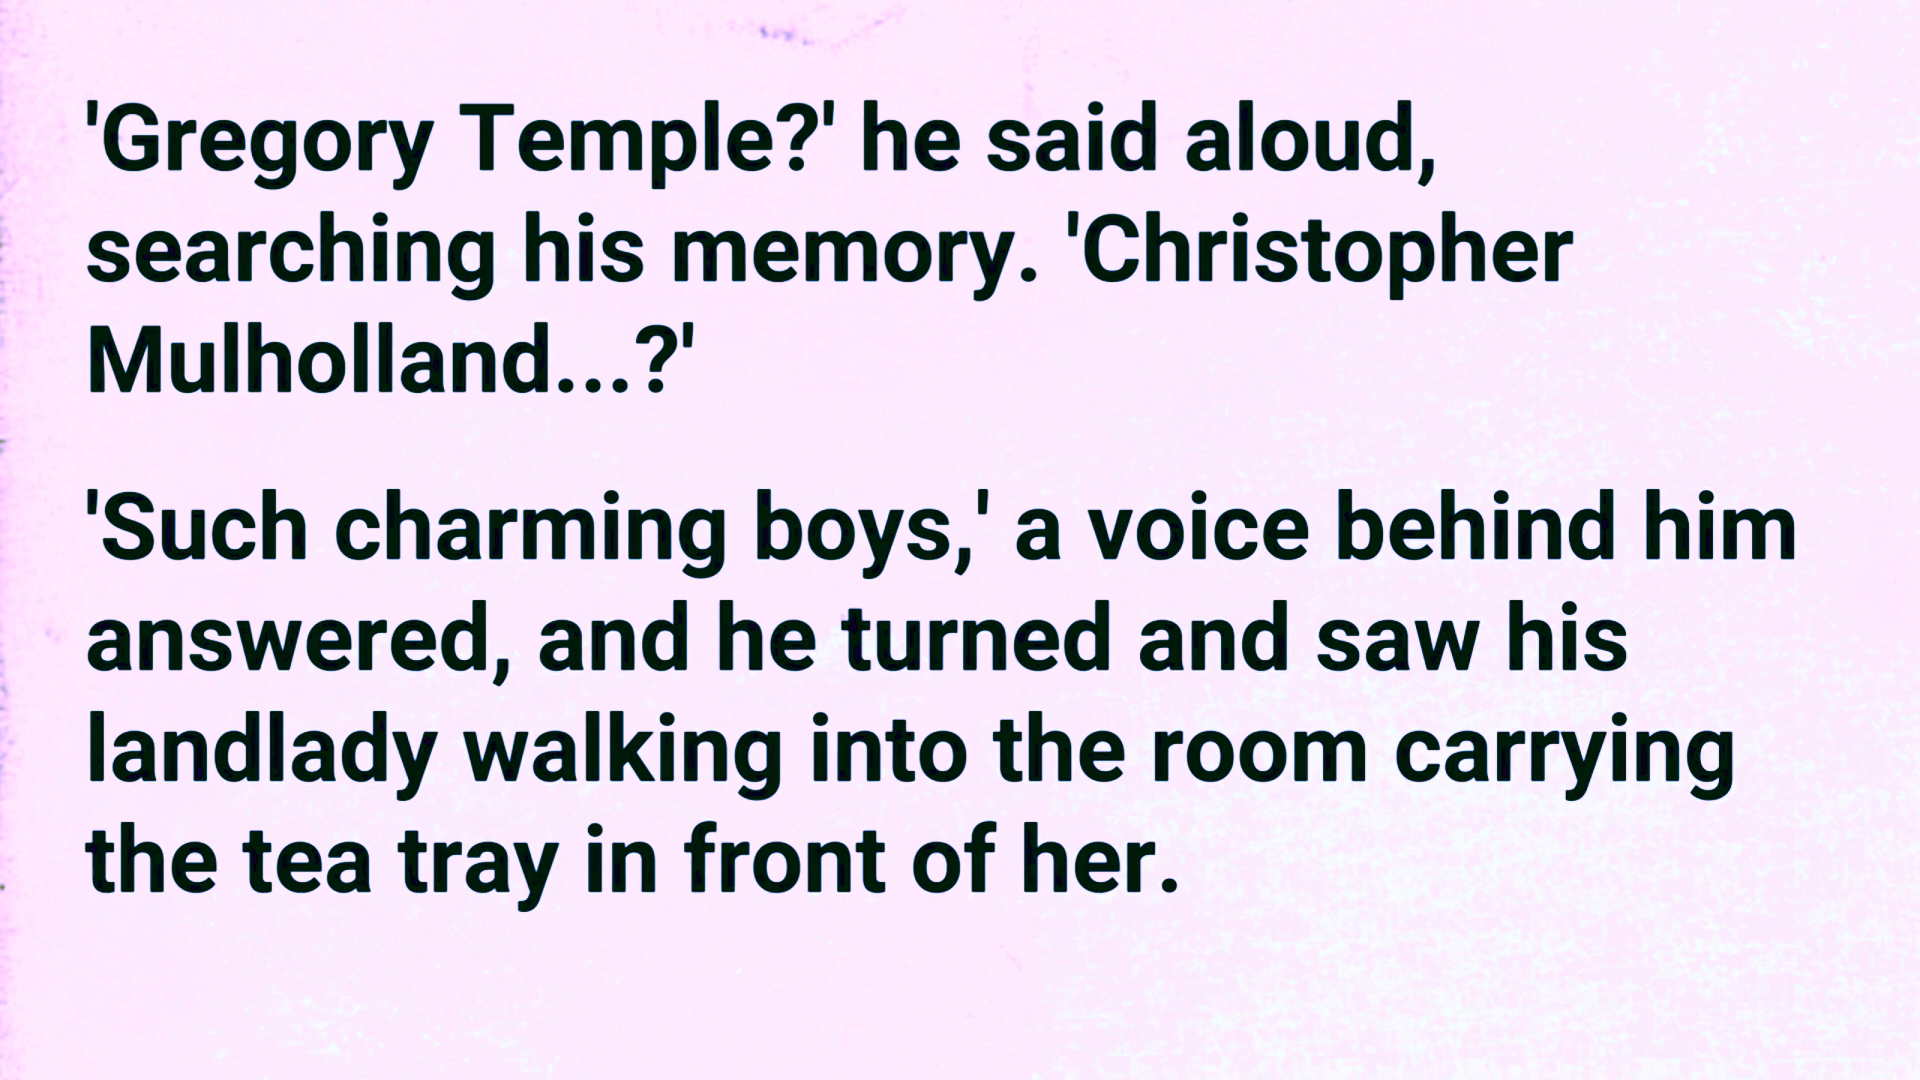 'Gregory Temple?' he said aloud,
searching his memory. 'Christopher
Mulholland...?'
'Such charming boys,' a voice behind him
answered, and he turned and saw his
landlady walking into the room carrying
the tea tray in front of her.